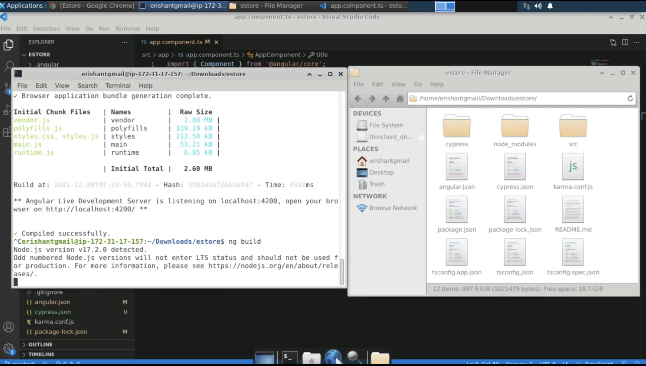 Applications :
[Estore - Google Chrome]
erishantgmail@ip-172-3...
estore - File Manager
app.component.ts - esto...
app.component.ts - estore - Visual Studio Code
File Edit Selection View Go Run Terminal Help
EXPLORER
TS app.component.ts M ×
ESTORE
src > app > TS app.component.ts > AppComponent > title
.angular
import { Component } from '@angular/core';
erishantgmail@ip-172-31-17-157: ~/Downloads/estore
File Edit View Search Terminal Help
✓ Browser application bundle generation complete.
Initial Chunk Files | Names | Raw Size
vendor.js | vendor | 2.00 MB |
polyfills.js | polyfills | 339.19 kB |
styles.css, styles.js | styles | 212.50 kB |
main.js | main | 53.21 kB |
runtime.js | runtime | 6.85 kB |
| Initial Total | 2.60 MB
Build at: - Hash: - Time: ms
** Angular Live Development Server is listening on localhost:4200, open your bro
wser on http://localhost:4200/ **
✓ Compiled successfully.
^Cerishantgmail@ip-172-31-17-157:~/Downloads/estore$ ng build
Node.js version v17.2.0 detected.
Odd numbered Node.js versions will not enter LTS status and should not be used f
or production. For more information, please see https://nodejs.org/en/about/rele
ases/.
estore - File Manager
File Edit View Go Help
/home/erishantgmail/Downloads/estore/
DEVICES
File System
thinclient_dri...
PLACES
erishantgmail
Desktop
Trash
NETWORK
Browse Network
cypress
node_modules
src
angular.json
cypress.json
karma.conf.js
package.json
package-lock.json
README.md
tsconfig.app.json
tsconfig.json
tsconfig.spec.json
12 items: 997.5 KiB (1021479 bytes), Free space: 18.7 GiB
.gitignore
angular.json M
cypress.json U
karma.conf.js
package-lock.json M
OUTLINE
TIMELINE